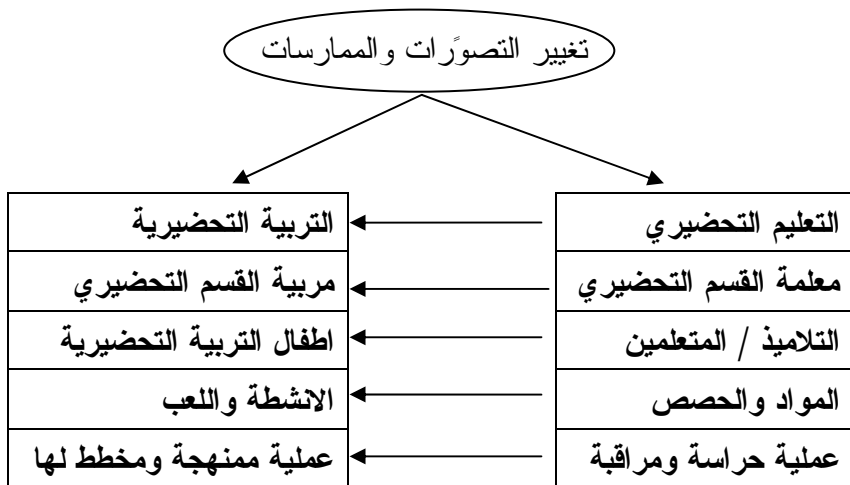 تغيير التصوًرات والممارسات
التعليم التحضيري
التربية التحضيرية
معلمة القسم التحضيري
مربية القسم التحضيري
التلاميذ / المتعلمين
اطفال التربية التحضيرية
المواد والحصص
الانشطة واللعب
عملية حراسة ومراقبة
عملية ممنهجة ومخطط لها